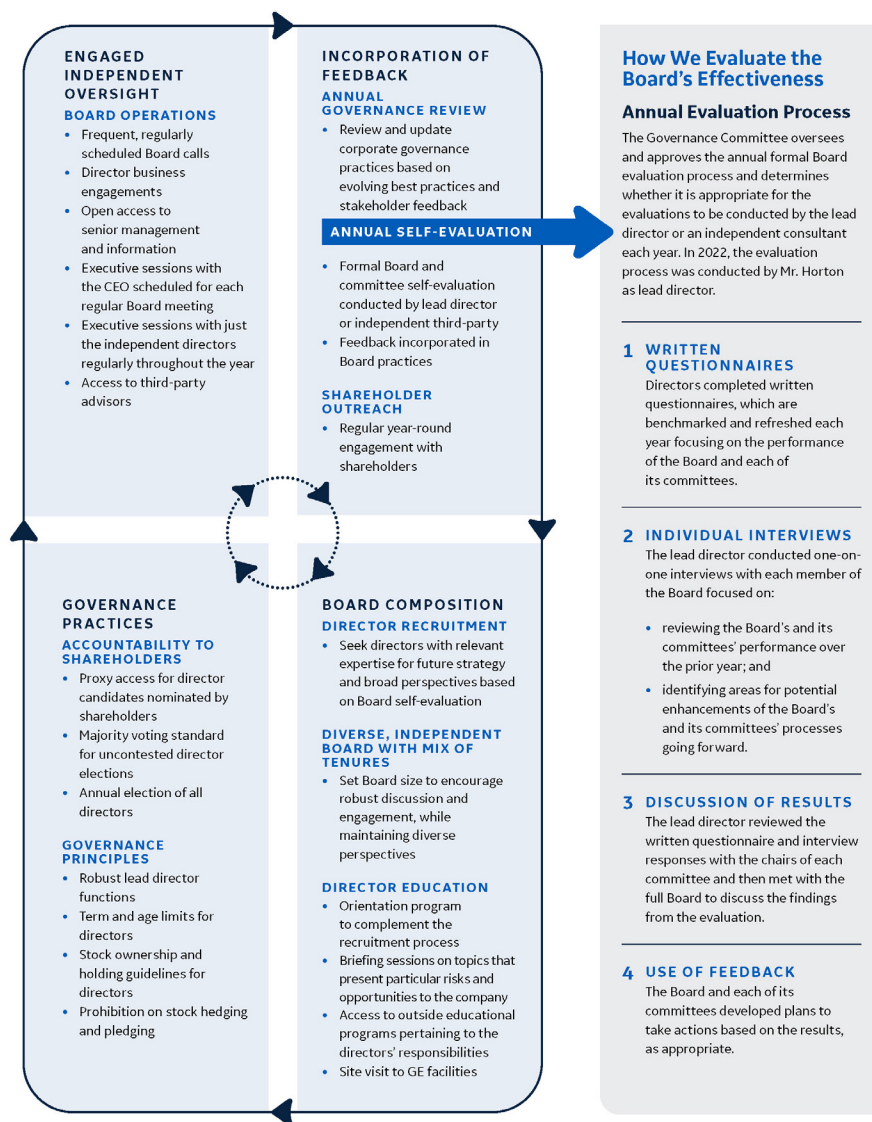 ENGAGED
INDEPENDENT
OVERSIGHT
BOARD OPERATIONS
• Frequent, regularly
scheduled Board calls
• Director business
engagements
• Open access to
senior management
and information
• Executive sessions with
the CEO scheduled for each
regular Board meeting
• Executive sessions with just
the independent directors
regularly throughout the year
• Access to third-party
advisors
INCORPORATION OF
FEEDBACK
ANNUAL
GOVERNANCE REVIEW
• Review and update
corporate governance
practices based on
evolving best practices and
stakeholder feedback
ANNUAL SELF-EVALUATION
• Formal Board and
committee self-evaluation
conducted by lead director
or independent third-party
• Feedback incorporated in
Board practices
SHAREHOLDER
OUTREACH
• Regular year-round
engagement with
shareholders
GOVERNANCE
PRACTICES
ACCOUNTABILITY TO
SHAREHOLDERS
• Proxy access for director
candidates nominated by
shareholders
• Majority voting standard
for uncontested director
elections
• Annual election of all
directors
GOVERNANCE
PRINCIPLES
• Robust lead director
functions
• Term and age limits for
directors
• Stock ownership and
holding guidelines for
directors
• Prohibition on stock hedging
and pledging
BOARD COMPOSITION
DIRECTOR RECRUITMENT
• Seek directors with relevant
expertise for future strategy
and broad perspectives based
on Board self-evaluation
DIVERSE, INDEPENDENT
BOARD WITH MIX OF
TENURES
• Set Board size to encourage
robust discussion and
engagement, while
maintaining diverse
perspectives
DIRECTOR EDUCATION
• Orientation program
to complement the
recruitment process
• Briefing sessions on topics that
present particular risks and
opportunities to the company
• Access to outside educational
programs pertaining to the
directors' responsibilities
• Site visit to GE facilities
How We Evaluate the
Board's Effectiveness
Annual Evaluation Process
The Governance Committee oversees
and approves the annual formal Board
evaluation process and determines
whether it is appropriate for the
evaluations to be conducted by the lead
director or an independent consultant
each year. In 2022, the evaluation
process was conducted by Mr. Horton
as lead director.
1 WRITTEN
QUESTIONNAIRES
Directors completed written
questionnaires, which are
benchmarked and refreshed each
year focusing on the performance
of the Board and each of
its committees.
2 INDIVIDUAL INTERVIEWS
The lead director conducted one-on-
one interviews with each member of
the Board focused on:
• reviewing the Board's and its
committees' performance over
the prior year; and
• identifying areas for potential
enhancements of the Board's
and its committees' processes
going forward.
3 DISCUSSION OF RESULTS
The lead director reviewed the
written questionnaire and interview
responses with the chairs of each
committee and then met with the
full Board to discuss the findings
from the evaluation.
4 USE OF FEEDBACK
The Board and each of its
committees developed plans to
take actions based on the results,
as appropriate.